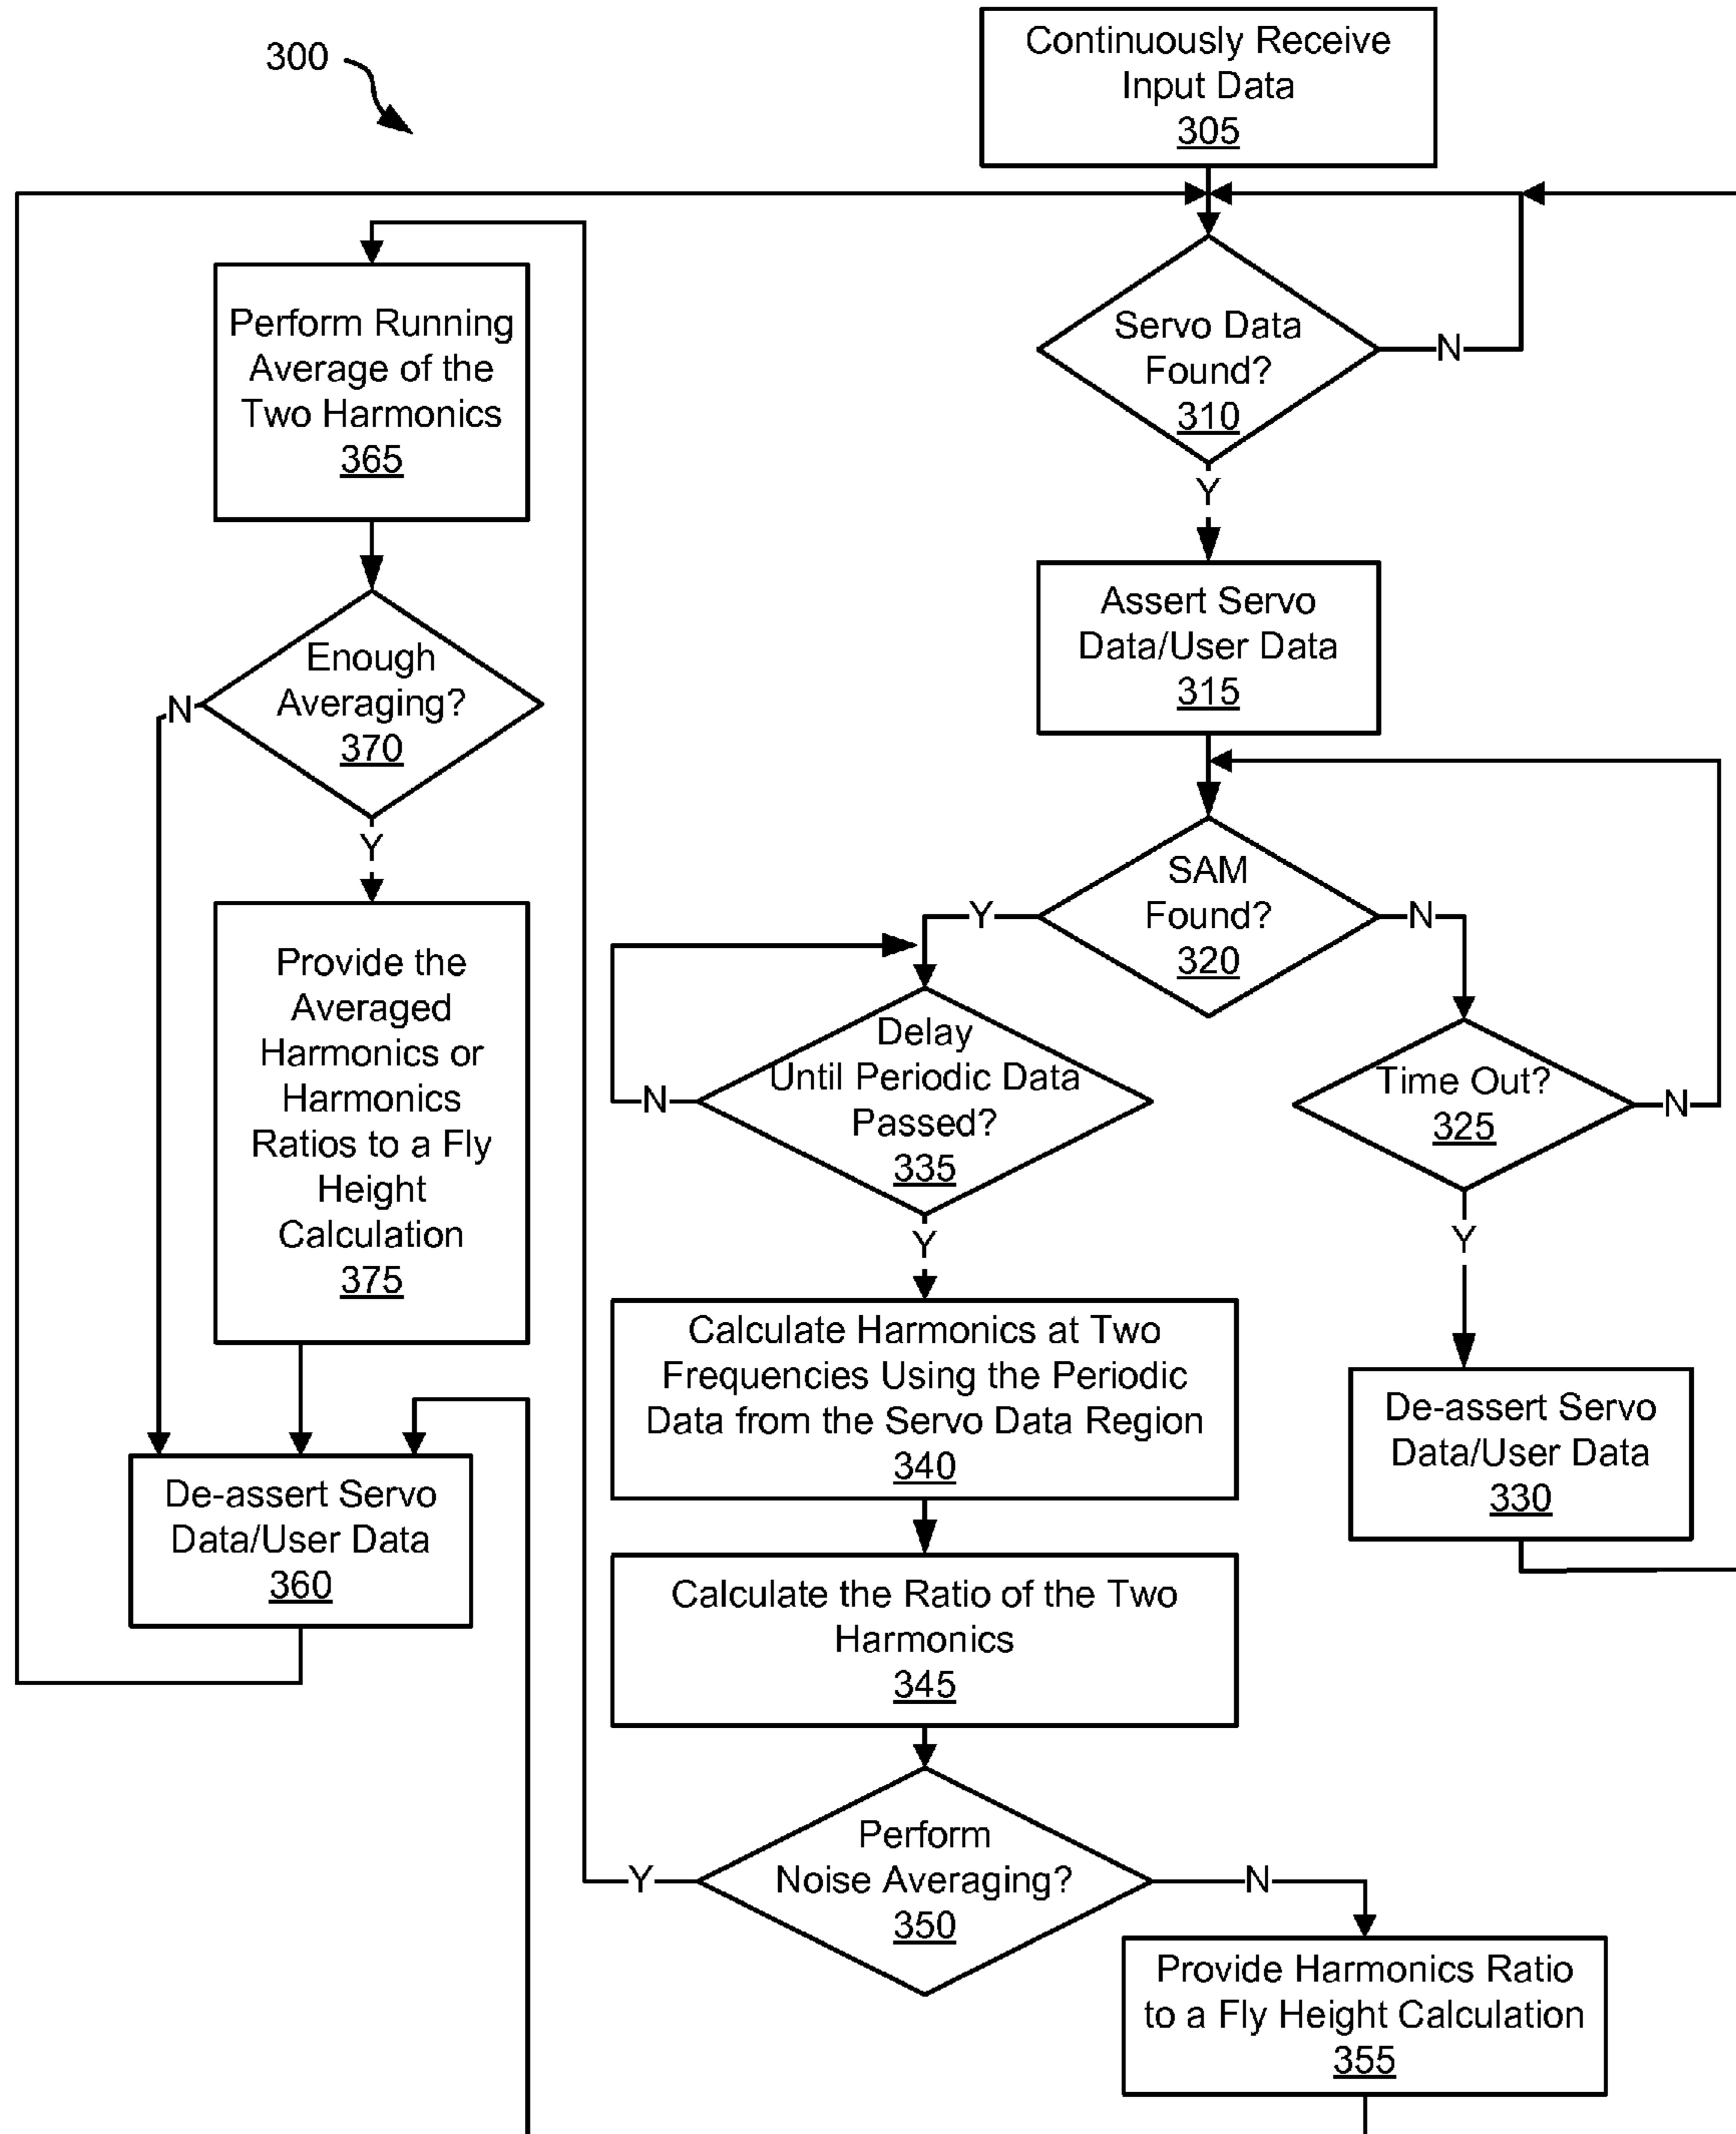 300
Continuously Receive
Input Data
305
Servo Data
Found?
310
N
Y
Assert Servo
Data/User Data
315
SAM
Found?
320
Y
N
Time Out?
325
N
Y
De-assert Servo
Data/User Data
330
Delay
Until Periodic Data
Passed?
335
N
Y
Calculate Harmonics at Two
Frequencies Using the Periodic
Data from the Servo Data Region
340
Calculate the Ratio of the Two
Harmonics
345
Perform
Noise Averaging?
350
Y
N
Provide Harmonics Ratio
to a Fly Height Calculation
355
Perform Running
Average of the
Two Harmonics
365
Enough
Averaging?
370
N
Y
Provide the
Averaged
Harmonics or
Harmonics
Ratios to a Fly
Height
Calculation
375
De-assert Servo
Data/User Data
360